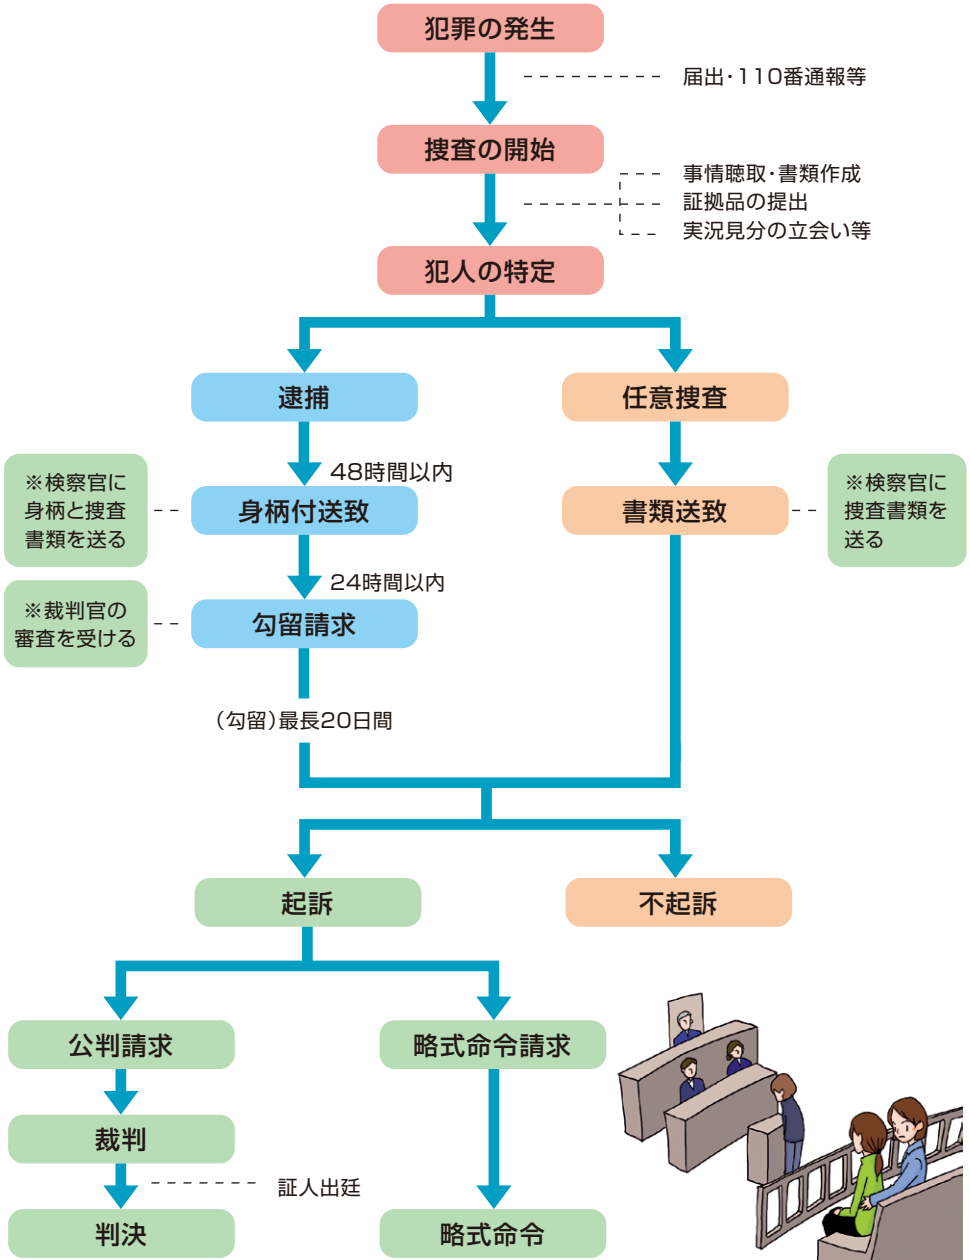 犯罪の発生
届出・110番通報等
捜査の開始
事情聴取・書類作成
証拠品の提出
実況見分の立会い等
犯人の特定
逮捕
任意捜査
48時間以内
※検察官に
身柄と捜査
書類を送る
身柄付送致
書類送致
※検察官に
捜査書類を
送る
24時間以内
※裁判官の
審査を受ける
勾留請求
（勾留）最長20日間
起訴
不起訴
公判請求
略式命令請求
裁判
証人出廷
判決
略式命令